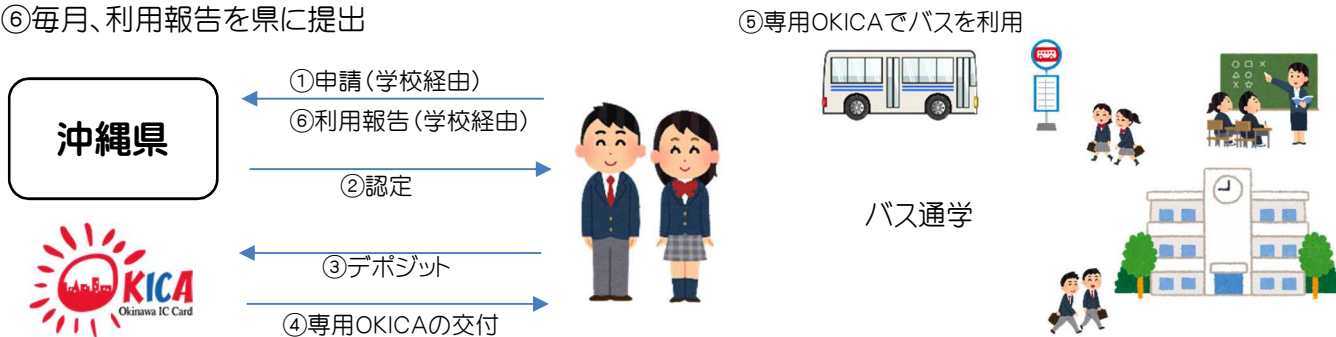 ⑥毎月、利用報告を県に提出
⑤専用OKICAでバスを利用
①申請(学校経由)
⑥利用報告(学校経由)
沖縄県
②認定
バス通学
③デポジット
OKICA
Okinawa IC Card
④専用OKICAの交付